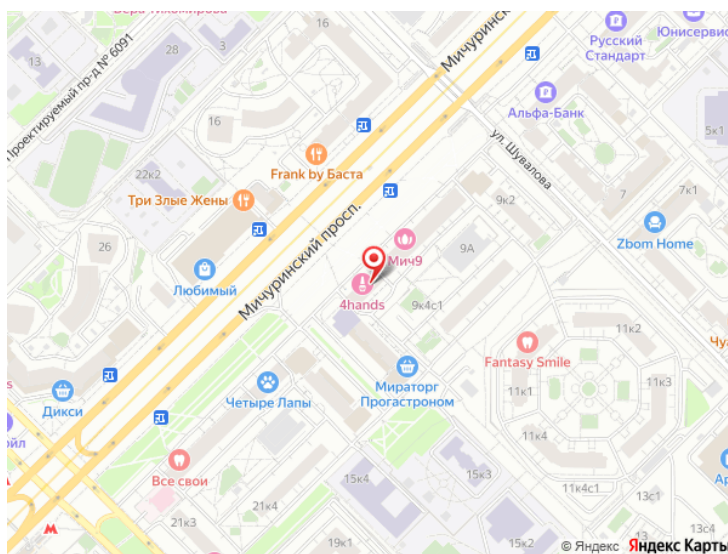 Вера Тихомирова
Проектируемый пр-д № 6091
28
3
16
16
Мичуринский
Русский
Стандарт
Юнисервис
Альфа-Банк
5к1
ул. Шувалова
Frank by Баста
22к2
Три Злые Жены
26
Мичуринский просп.
Любимый
9к2
7
7к1
Zbom Home
9А
Мич9
4hands
9к4с1
11к2
Fantasy Smile
11к1
11к3
Мираторг
Прогастроном
Дикси
Четыре Лапы
11к4
Все свои
15к4
15к3
11к4с1
13с1
21к4
21к3
19к1
15к2
13с4
© Яндекс Яндекс Карты